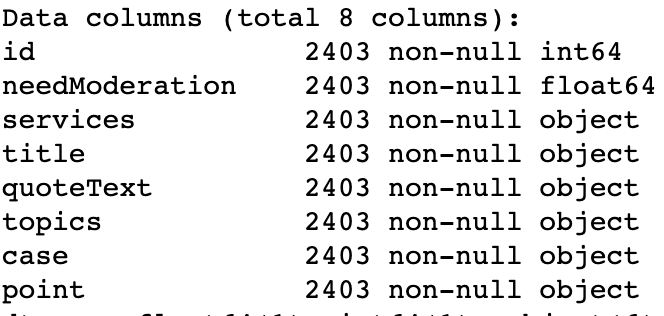 Data columns (total 8 columns):
id 2403 non-null int64
needModeration 2403 non-null float64
services 2403 non-null object
title 2403 non-null object
quoteText 2403 non-null object
topics 2403 non-null object
case 2403 non-null object
point 2403 non-null object